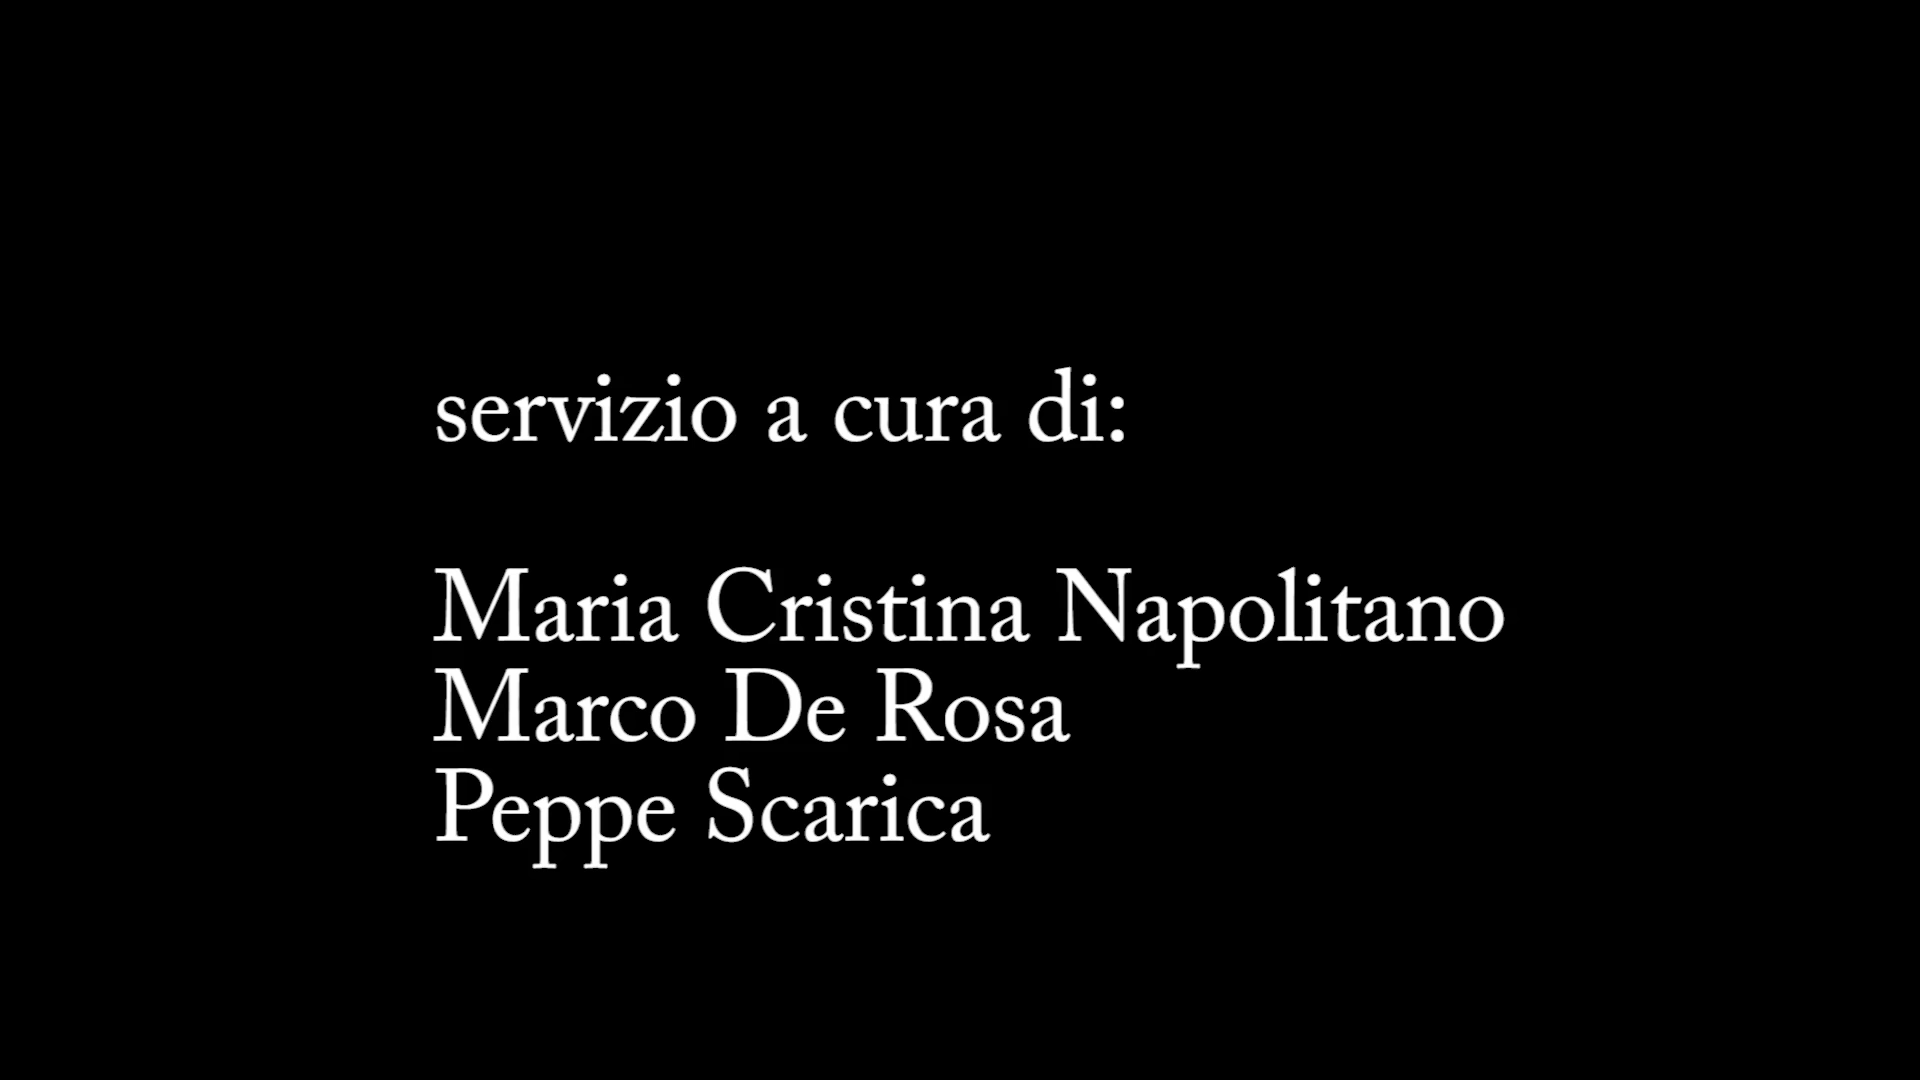 servizio a cura di:
Maria Cristina Napolitano
Marco De Rosa
Peppe Scarica